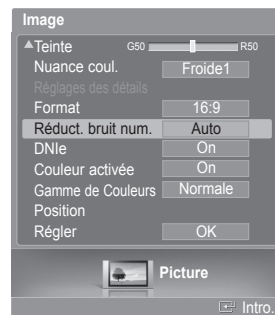 Image
Teinte G50 R50
Nuance coul. Froide1
Réglages des détails
Format 16:9
Réduct. bruit num. Auto
DNIe On
Couleur activée On
Gamme de Couleurs Normale
Position
Régler OK
Picture
Intro.